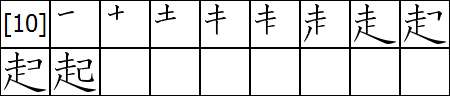 [10] 一 十 土 走
起